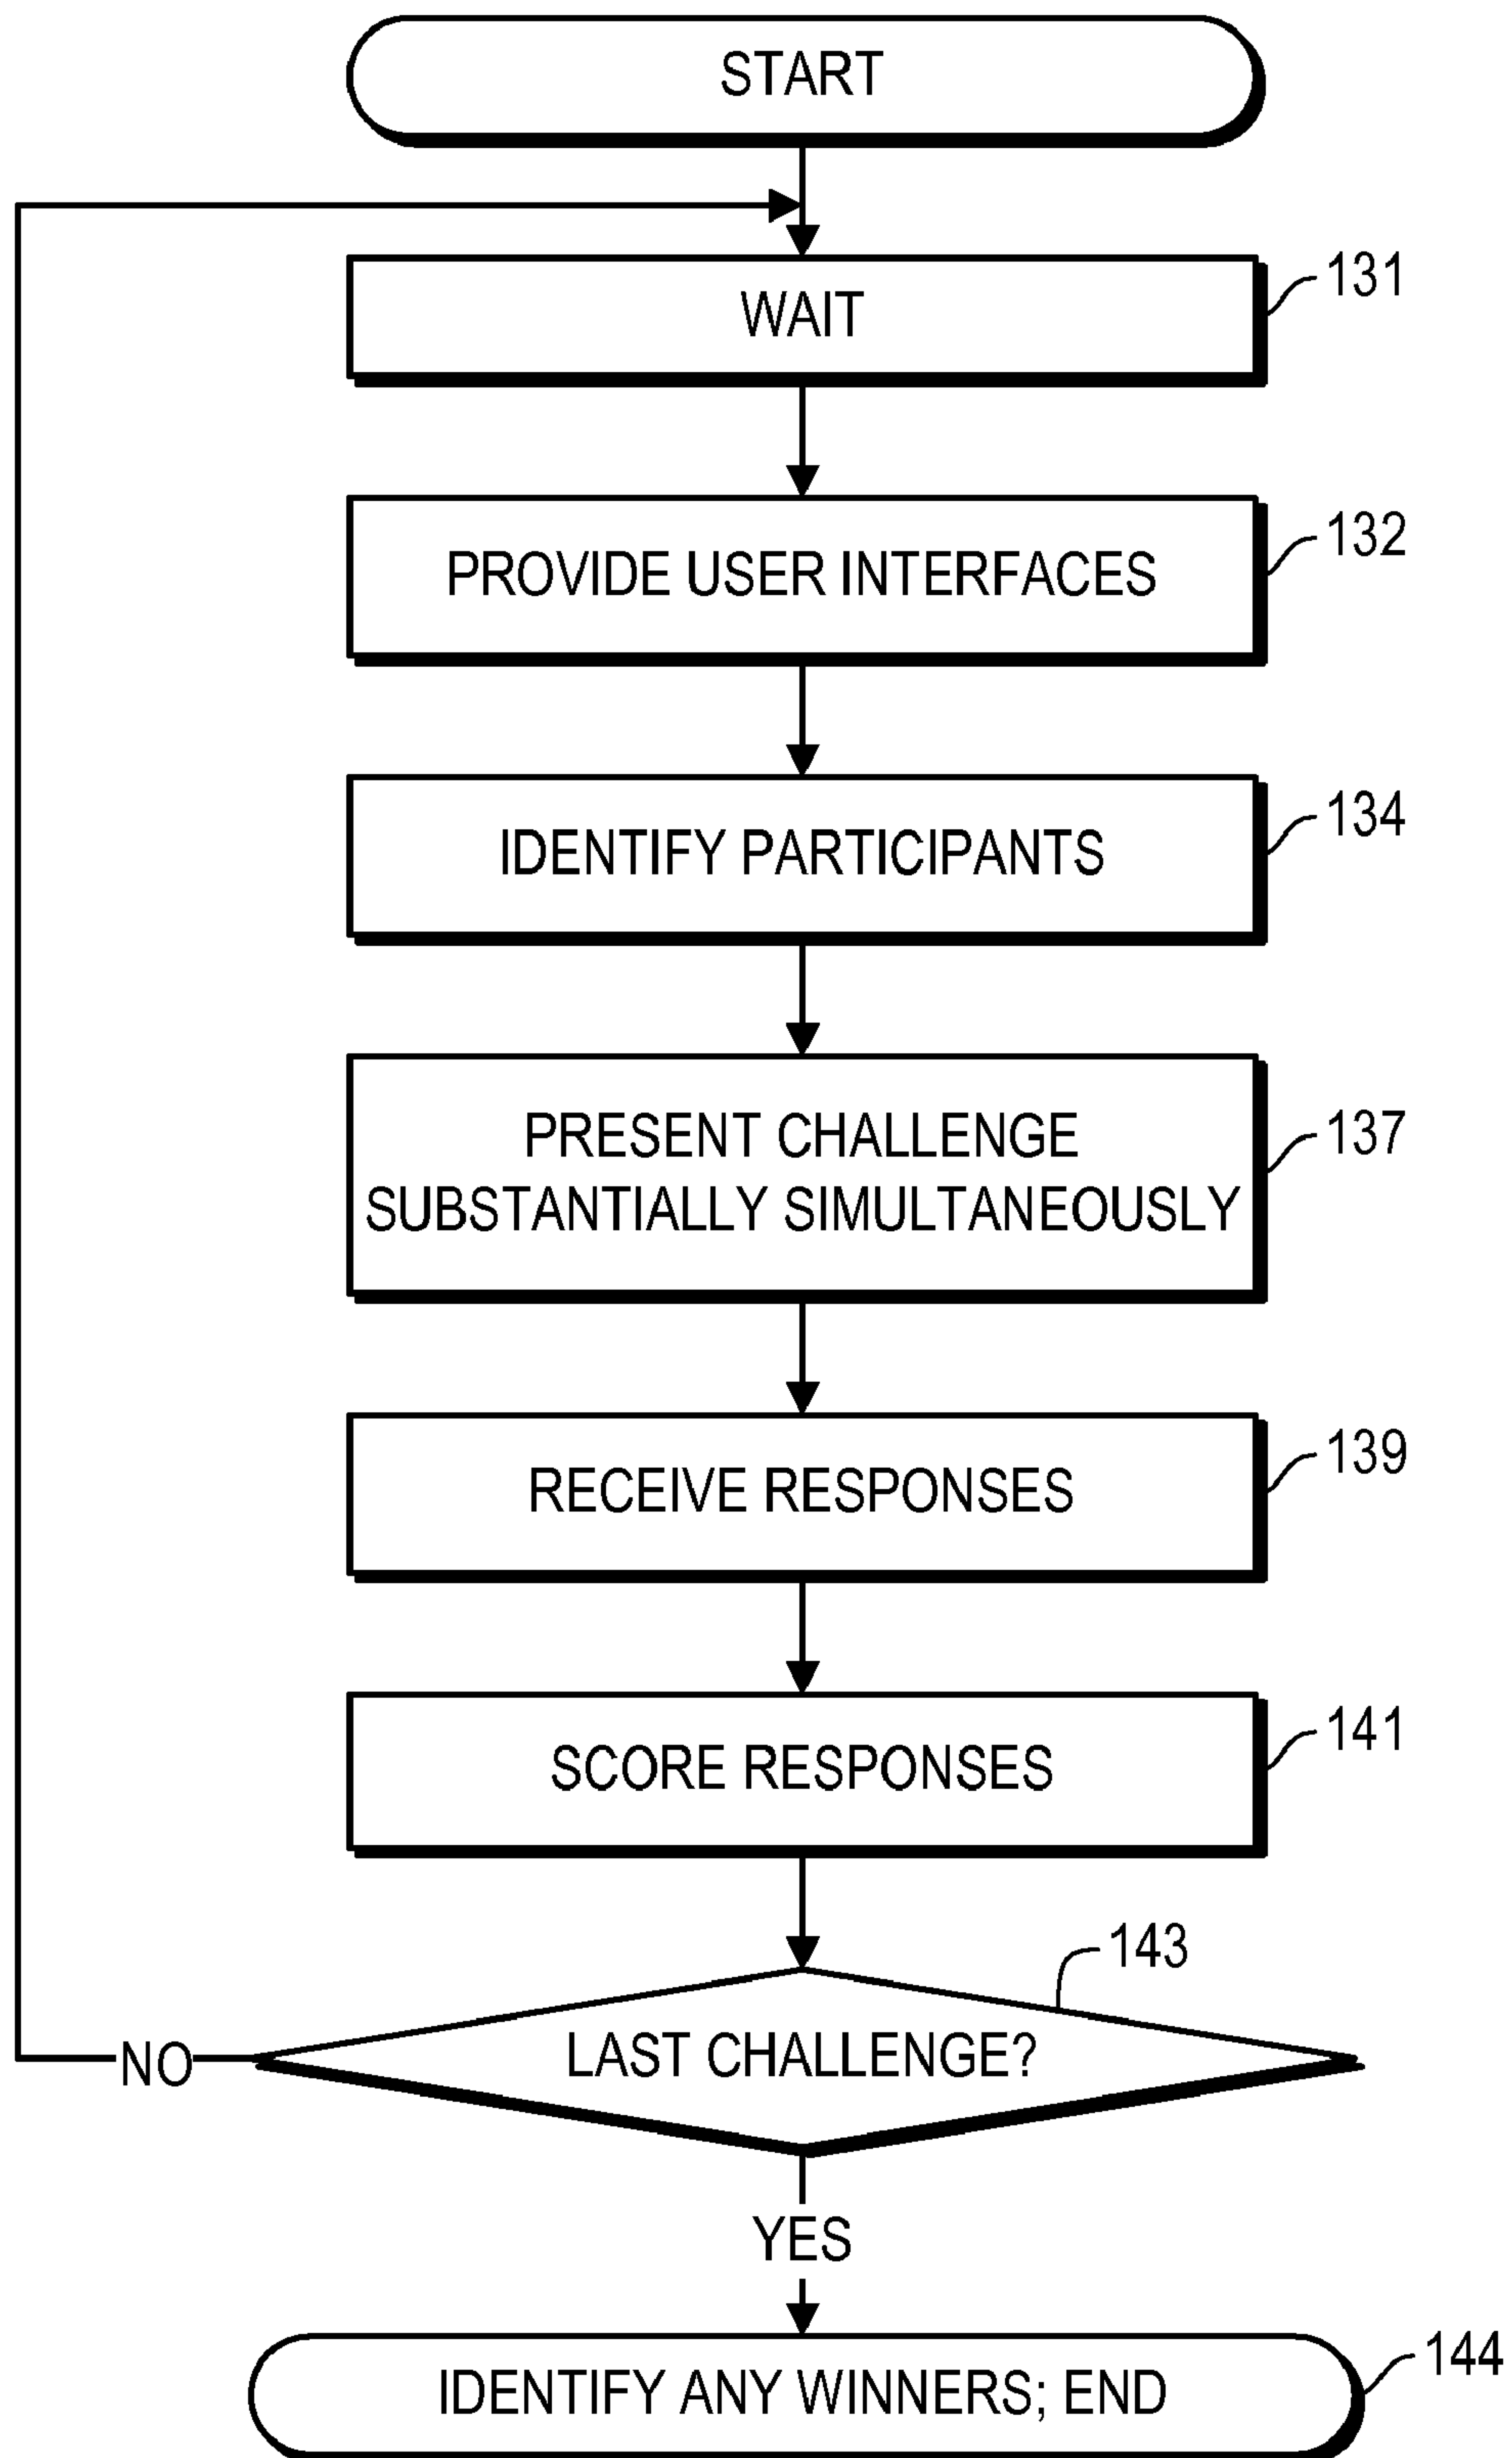 START
WAIT
131
PROVIDE USER INTERFACES
132
IDENTIFY PARTICIPANTS
134
PRESENT CHALLENGE
SUBSTANTIALLY SIMULTANEOUSLY
137
RECEIVE RESPONSES
139
SCORE RESPONSES
141
143
LAST CHALLENGE?
NO
YES
IDENTIFY ANY WINNERS; END
144